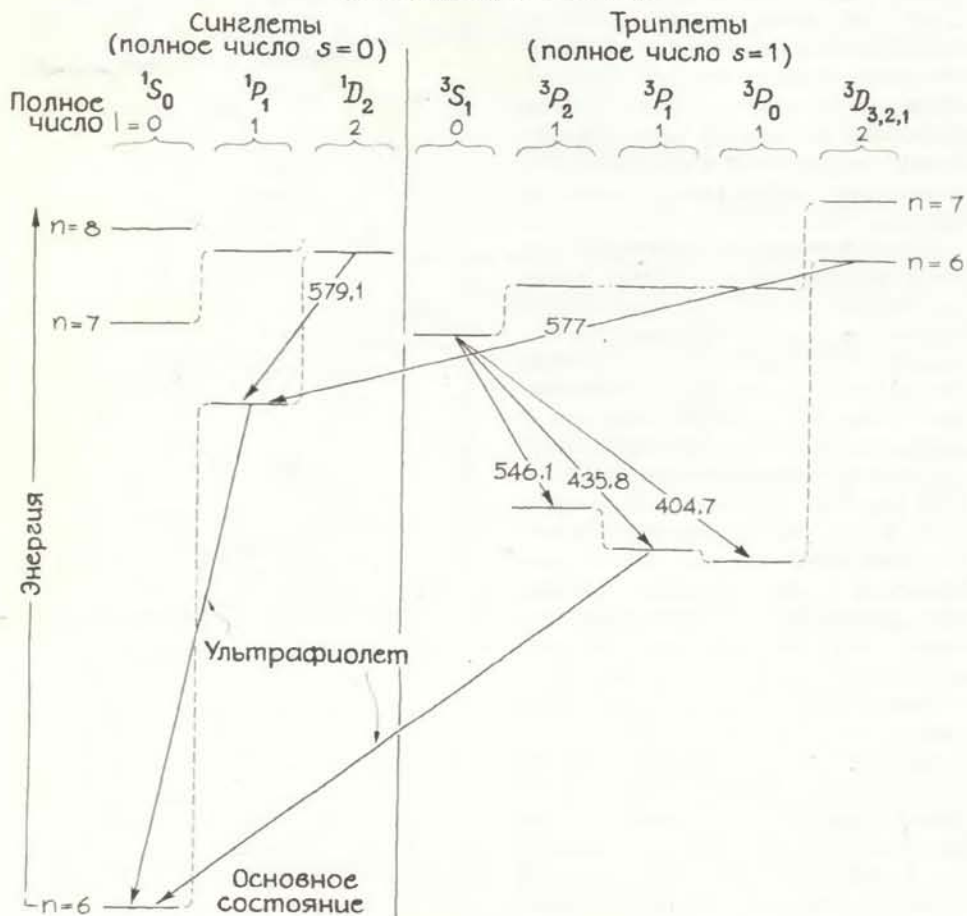 Синглеты
(полное число s=0)
Триплеты
(полное число s=1)
¹S₀ ¹P₁ ¹D₂ ³S₁ ³P₂ ³P₁ ³P₀ ³D₃,₂,₁
Полное
число l=0 1 2 0 1 1 1 2
n=8
n=7
n=7
n=6
579,1
577
546,1
435,8
404,7
Энергия
Ультрафиолет
n=6
Основное
состояние